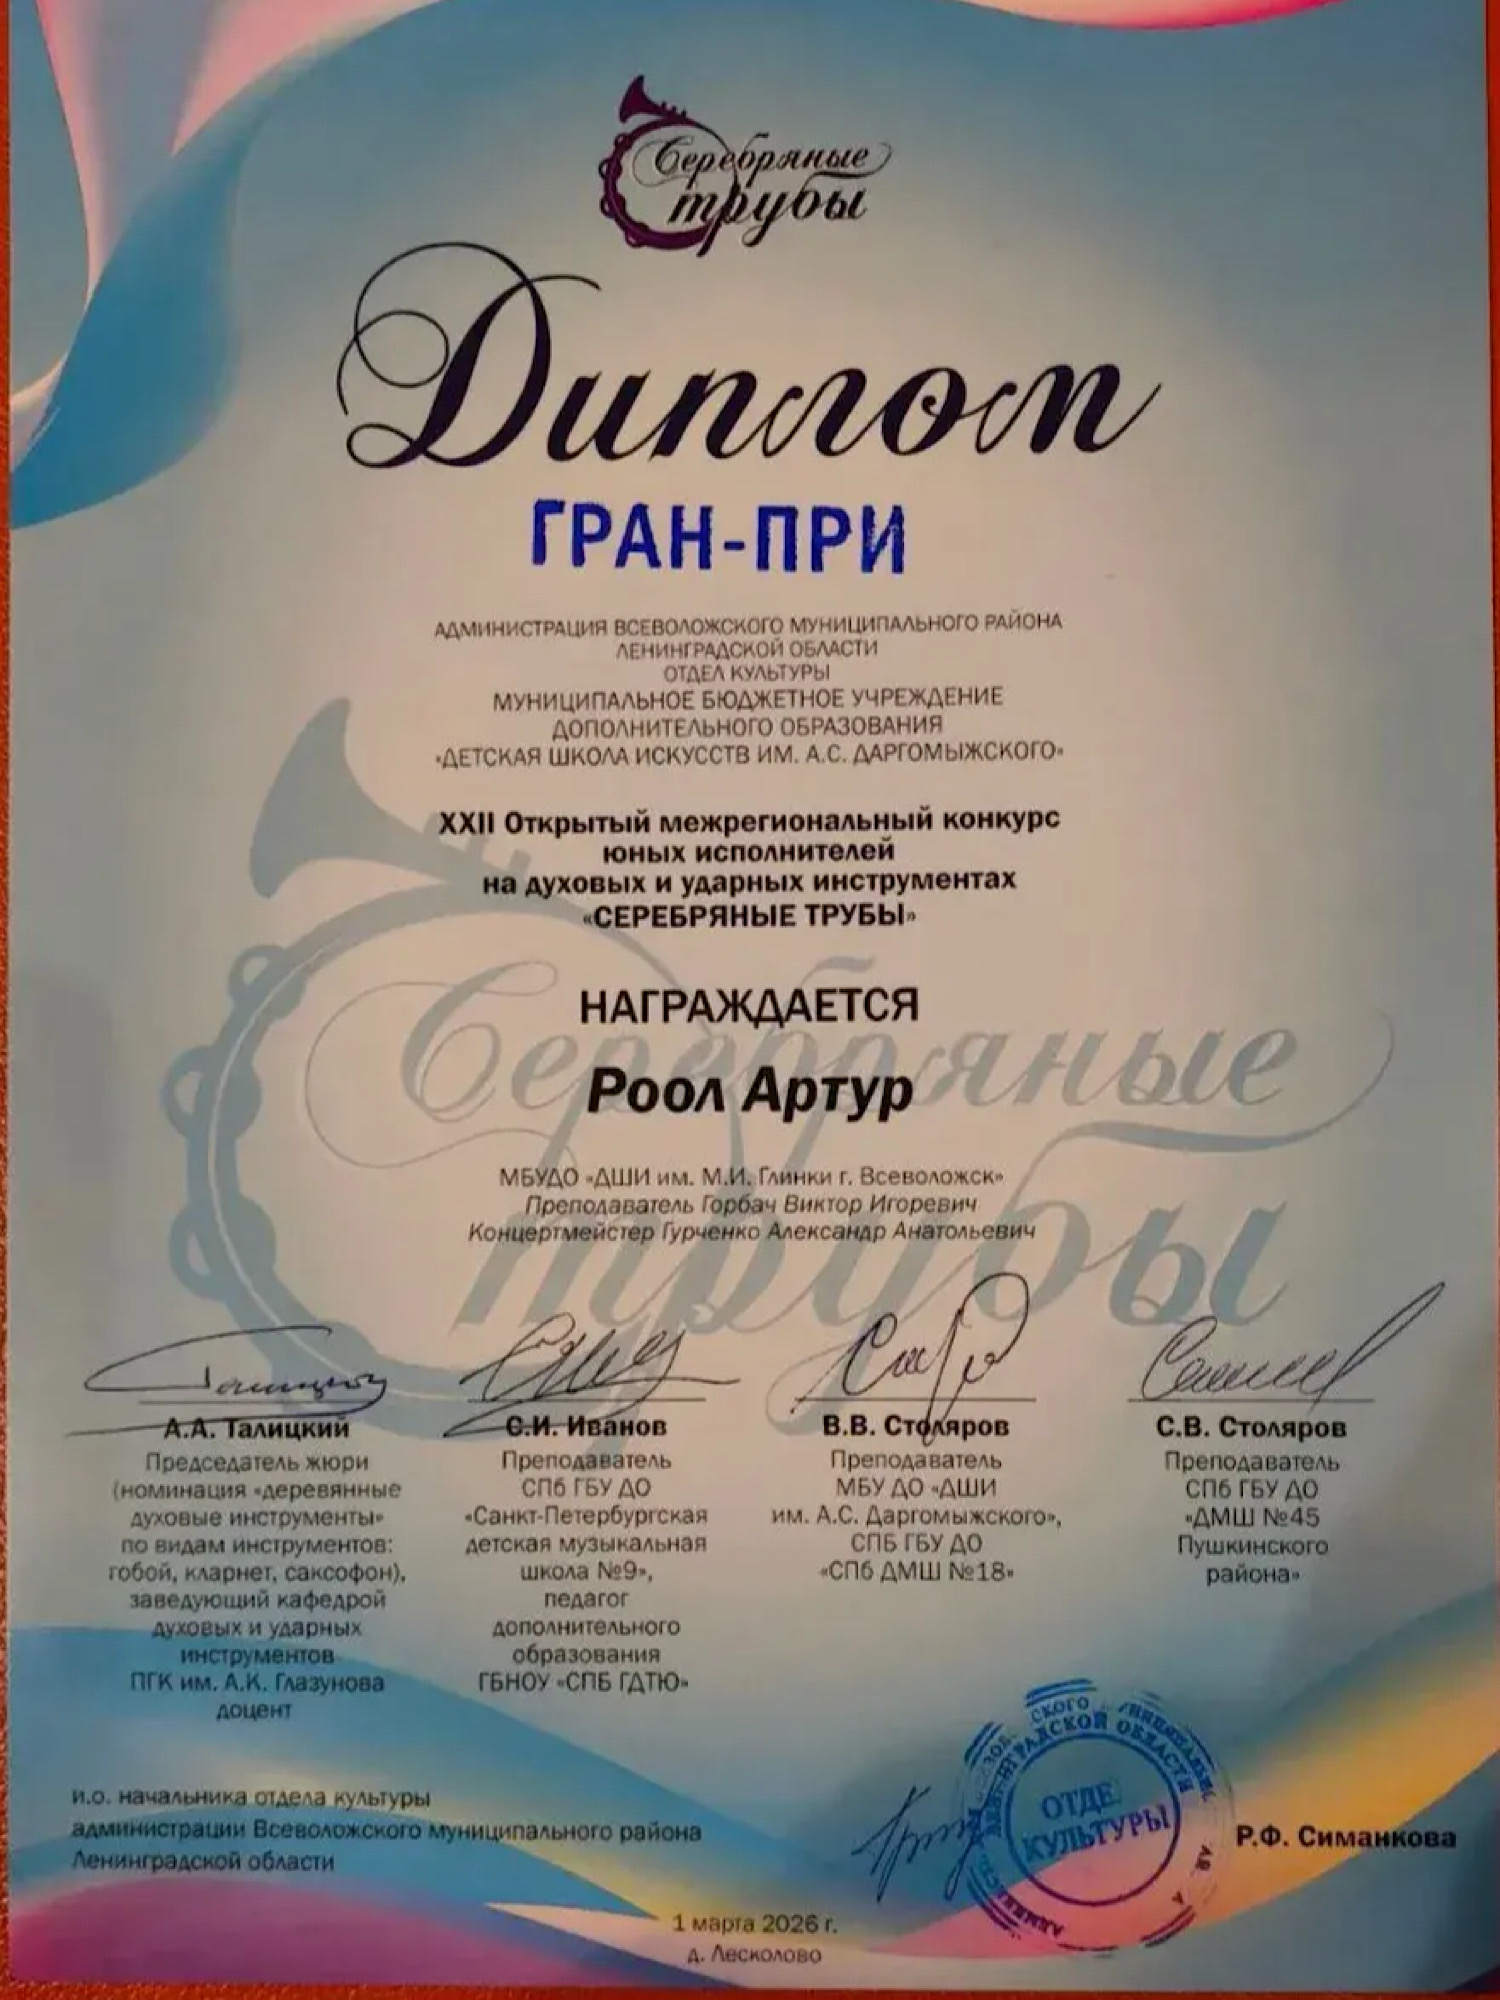 Серебряные
трубы
Диплом
ГРАН-ПРИ
АДМИНИСТРАЦИЯ ВСЕВОЛОЖСКОГО МУНИЦИПАЛЬНОГО РАЙОНА
ЛЕНИНГРАДСКОЙ ОБЛАСТИ
ОТДЕЛ КУЛЬТУРЫ
МУНИЦИПАЛЬНОЕ БЮДЖЕТНОЕ УЧРЕЖДЕНИЕ
ДОПОЛНИТЕЛЬНОГО ОБРАЗОВАНИЯ
«ДЕТСКАЯ ШКОЛА ИСКУССТВ ИМ. А.С. ДАРГОМЫЖСКОГО»
XXII Открытый межрегиональный конкурс
юных исполнителей
на духовых и ударных инструментах
«СЕРЕБРЯНЫЕ ТРУБЫ»
НАГРАЖДАЕТСЯ
Роол Артур
Серебряные
трубы
МБУДО «ДШИ им. М.И. Глинки г. Всеволожск»
Преподаватель Горбач Виктор Игоревич
Концертмейстер Гурченко Александр Анатольевич
А.А. Талицкий
Председатель жюри
(номинация «деревянные
духовые инструменты»
по видам инструментов:
гобой, кларнет, саксофон),
заведующий кафедрой
духовых и ударных
инструментов
ПГК им. А.К. Глазунова
доцент
С.И. Иванов
Преподаватель
СПб ГБУ ДО
«Санкт-Петербургская
детская музыкальная
школа №9»,
педагог
дополнительного
образования
ГБНОУ «СПБ ГДТЮ»
В.В. Столяров
Преподаватель
МБУ ДО «ДШИ
им. А.С. Даргомыжского»,
СПБ ГБУ ДО
«СПб ДМШ №18»
С.В. Столяров
Преподаватель
СПб ГБУ ДО
«ДМШ №45
Пушкинского
района»
и.о. начальника отдела культуры
администрации Всеволожского муниципального района
Ленинградской области
ЛЕНИНГРАДСКОЙ ОБЛАСТИ
ОТДЕ
КУЛЬТУРЫ
Р.Ф. Симанкова
1 марта 2026 г.
д. Лесколово